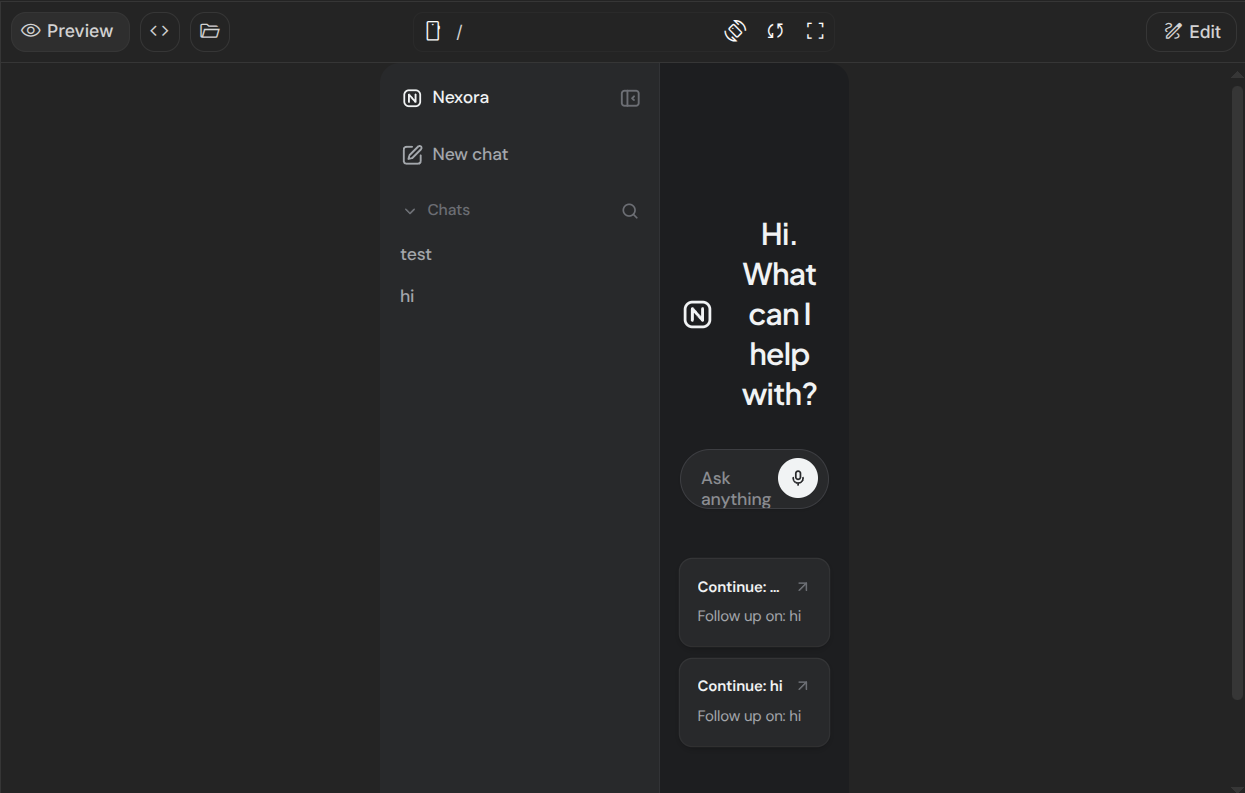 Preview
/
Edit
Nexora
New chat
Chats
test
hi
Hi.
What
can I
help
with?
Ask
anything
Continue: ...
Follow up on: hi
Continue: hi
Follow up on: hi